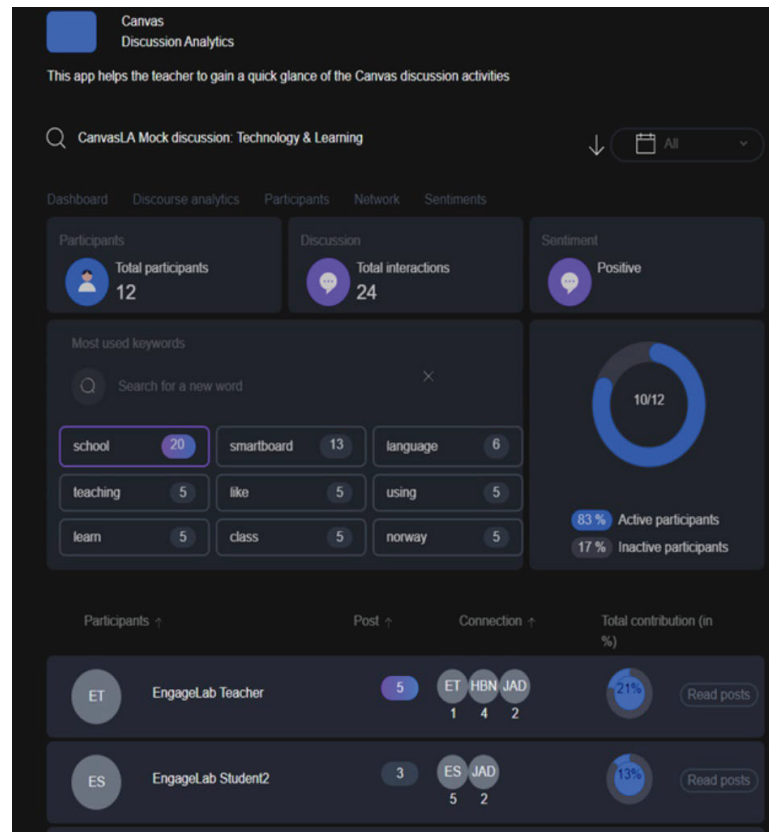 Canvas
Discussion Analytics
This app helps the teacher to gain a quick glance of the Canvas discussion activities
CanvasLA Mock discussion: Technology & Learning
All
Dashboard Discourse analytics Participants Network Sentiments
Participants
Total participants
12
Discussion
Total interactions
24
Sentiment
Positive
Most used keywords
Search for a new word
school 20 smartboard 13 language 6
teaching 5 like 5 using 5
learn 5 class 5 norway 5
10/12
83 % Active participants
17 % Inactive participants
Participants Post Connection Total contribution (in
%)
ET EngageLab Teacher 5 ET HBN JAD 21% Read posts
1 4 2
ES EngageLab Student2 3 ES JAD 13% Read posts
5 2